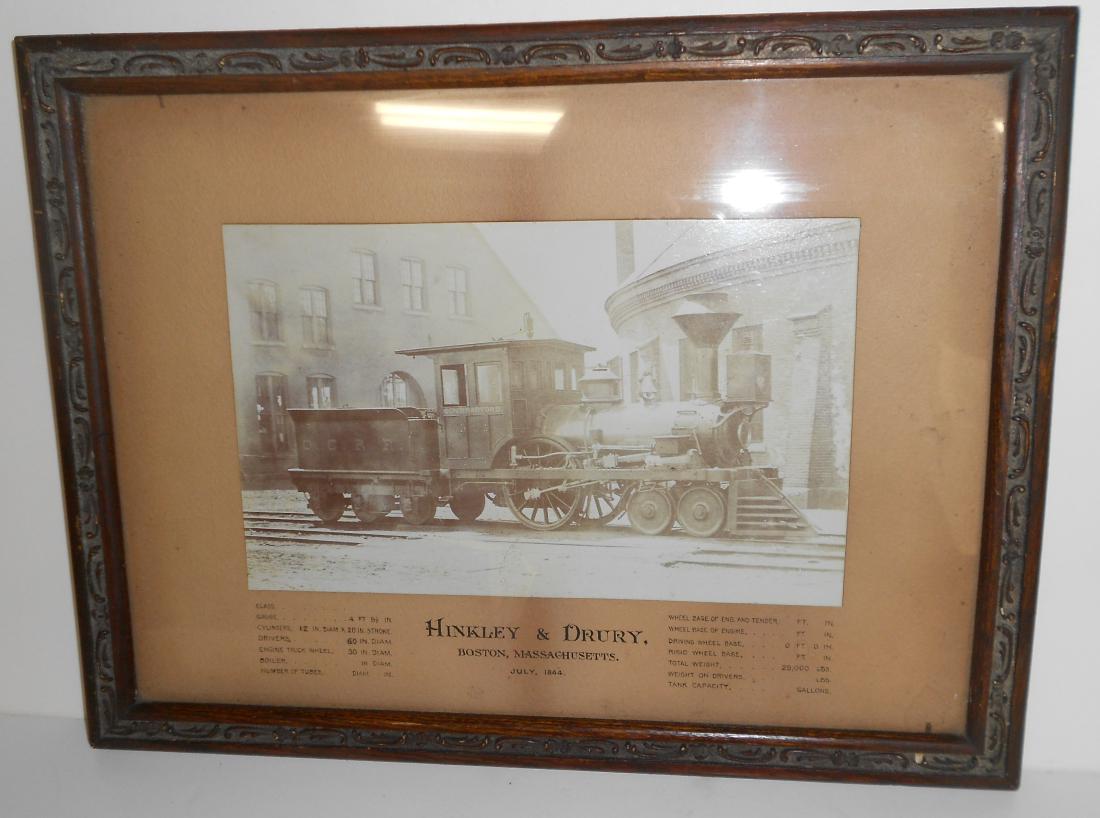 C. R. R.
CLASS. . . . . . . . . .
GAUGE. . . . . . . . . 4 FT 8½ IN.
CYLINDERS, 12 IN. DIAM. X 20 IN. STROKE.
DRIVERS. . . . . . . 60 IN. DIAM.
ENGINE TRUCK WHEEL, 30 IN. DIAM.
BOILER. . . . . . . IN DIAM.
NUMBER OF TUBES, DIAM. IN.
HINKLEY & DRURY,
BOSTON, MASSACHUSETTS.
JULY, 1844.
WHEEL BASE OF ENG. AND TENDER, FT. IN.
WHEEL BASE OF ENGINE, . . . . FT IN.
DRIVING WHEEL BASE, . . . . 0 FT 0 IN.
RIGID WHEEL BASE, . . . . FT IN.
TOTAL WEIGHT, . . . . . 25,000 LBS.
WEIGHT ON DRIVERS, LBS.
TANK CAPACITY, . . . . . GALLONS.